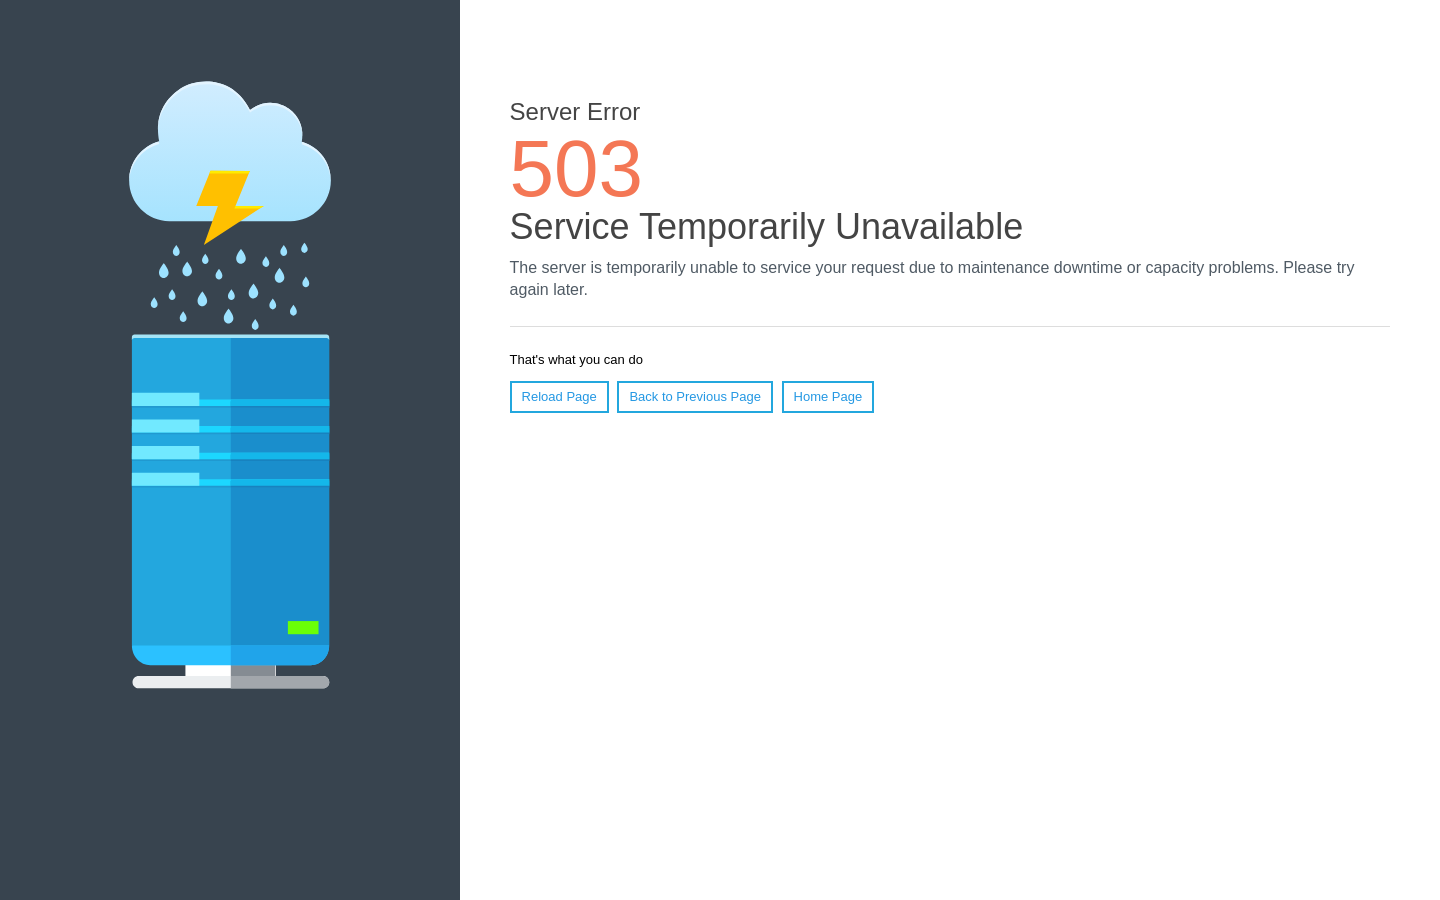 Server Error
503
Service Temporarily Unavailable
The server is temporarily unable to service your request due to maintenance downtime or capacity problems. Please try
again later.
That's what you can do
Reload Page
Back to Previous Page
Home Page